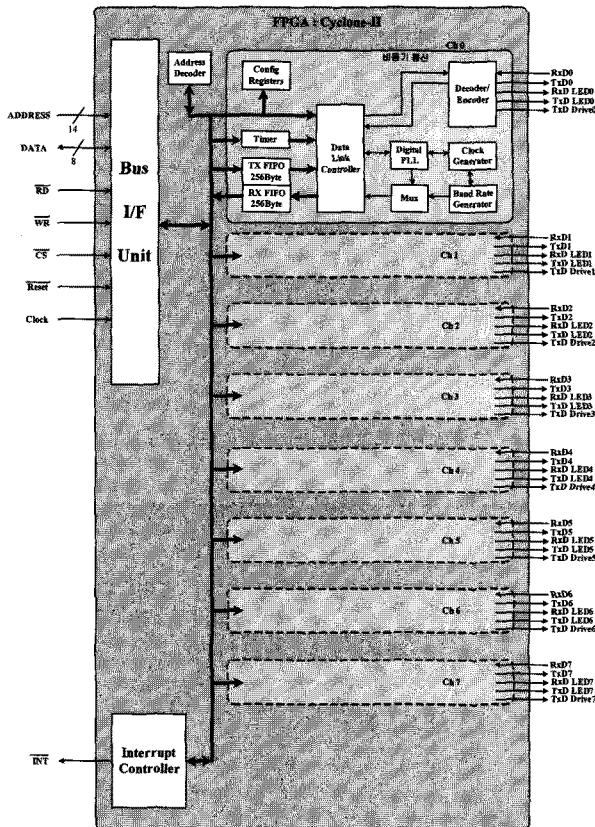 FPGA : Cyclone-II
Ch 0
비동기 통신
Address
Decoder
Config
Registers
Decoder/
Encoder
RxD0
TxD0
RxD LED0
TxD LED0
TxD Drive0
ADDRESS
14
DATA
8
RD
WR
CS
Reset
Clock
Bus
I/F
Unit
Timer
TX FIFO
256Byte
RX FIFO
256Byte
Data
Link
Controller
Digital
PLL
Clock
Generator
Mux
Band Rate
Generator
Ch 1
RxD1
TxD1
RxD LED1
TxD LED1
TxD Drive1
Ch 2
RxD2
TxD2
RxD LED2
TxD LED2
TxD Drive2
Ch 3
RxD3
TxD3
RxD LED3
TxD LED3
TxD Drive3
Ch 4
RxD4
TxD4
RxD LED4
TxD LED4
TxD Drive4
Ch 5
RxD5
TxD5
RxD LED5
TxD LED5
TxD Drive5
Ch 6
RxD6
TxD6
RxD LED6
TxD LED6
TxD Drive6
Ch 7
RxD7
TxD7
RxD LED7
TxD LED7
TxD Drive7
INT
Interrupt
Controller